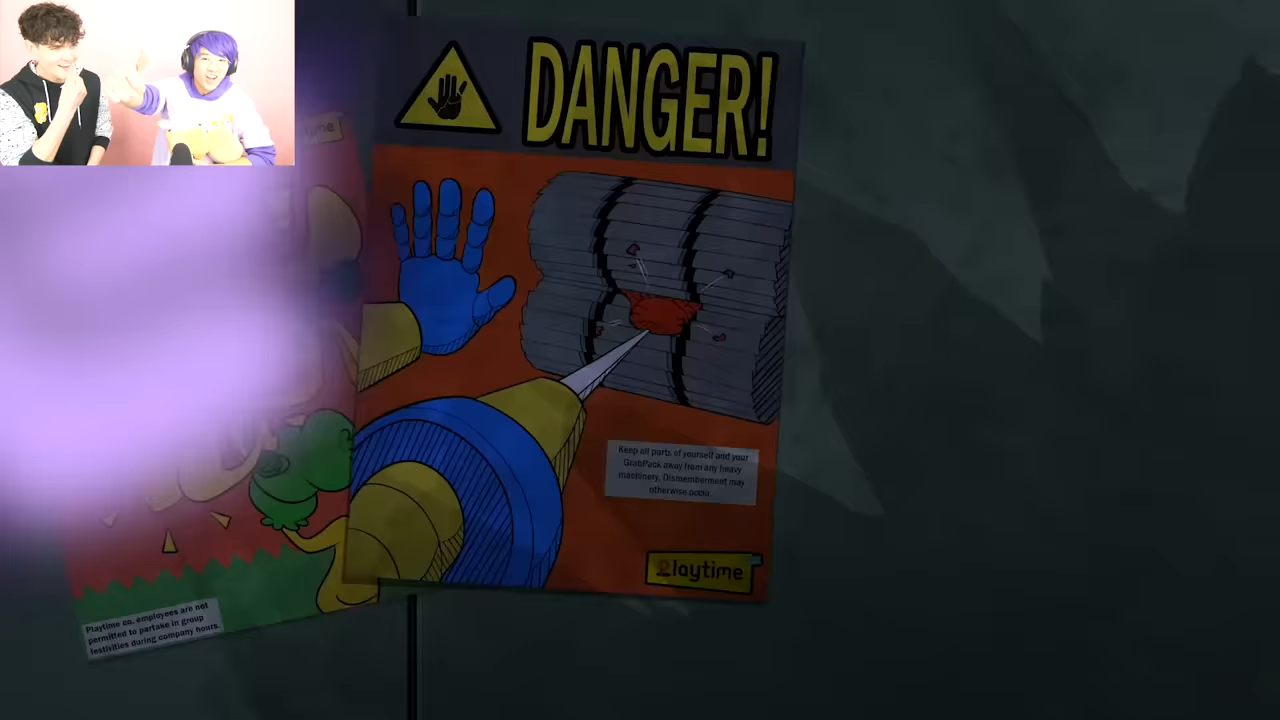 DANGER!
time
Keep all parts of yourself and your
GrabPack away from any heavy
machinery. Dismemberment may
otherwise occur.
Playtime
Playtime co. employees are not
permitted to partake in group
festivities during company hours.